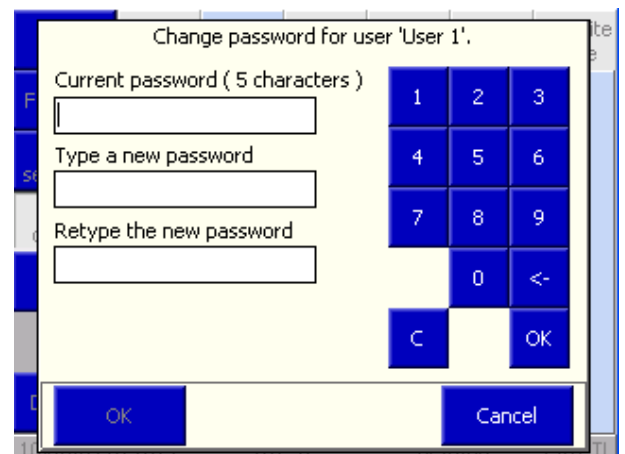 Change password for user 'User 1'.
Current password ( 5 characters )
Type a new password
Retype the new password
1 2 3
4 5 6
7 8 9
0 <-
C OK
OK Cancel